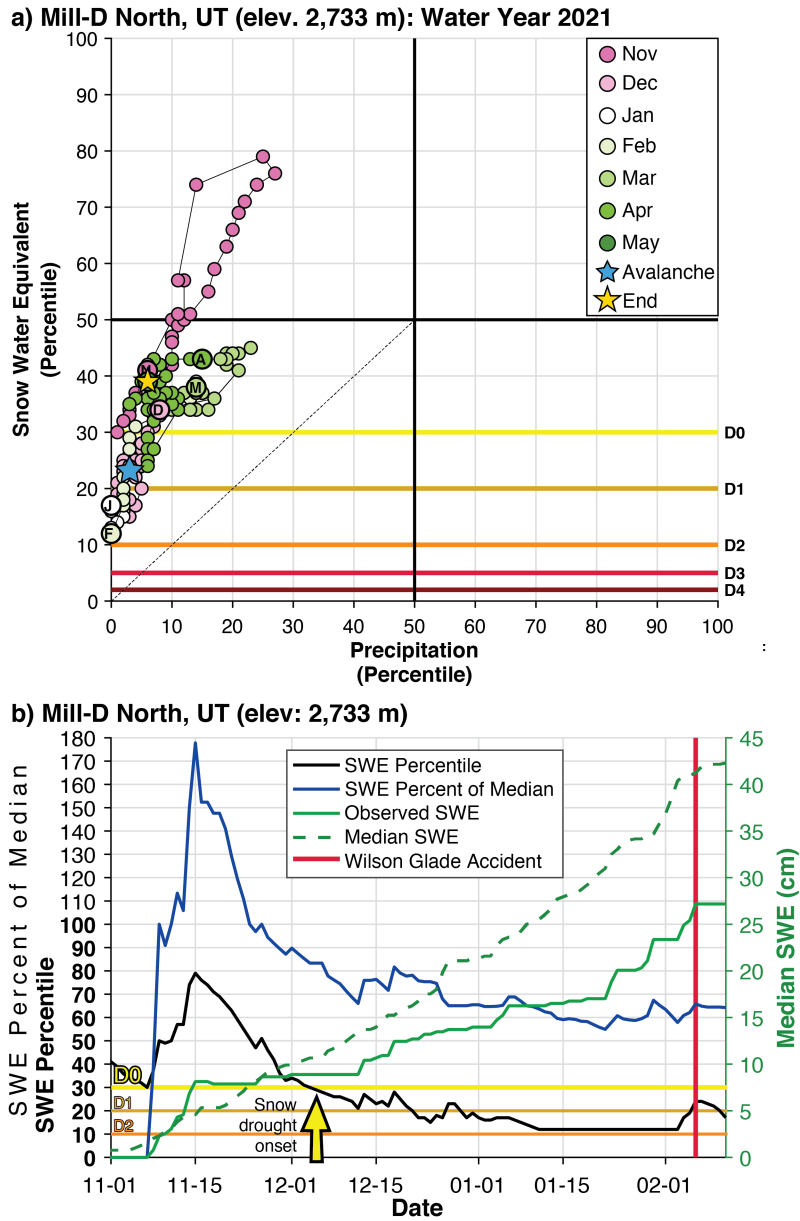 a) Mill-D North, UT (elev. 2,733 m): Water Year 2021
Snow Water Equivalent
(Percentile)
100
90
80
70
60
50
40
30
20
10
0
Nov
Dec
Jan
Feb
Mar
Apr
May
Avalanche
End
N
A
M
D
J
F
D0
D1
D2
D3
D4
0 10 20 30 40 50 60 70 80 90 100
Precipitation
(Percentile)
:
b) Mill-D North, UT (elev: 2,733 m)
SWE Percent of Median
SWE Percentile
180
170
160
150
140
130
120
110
100
90
80
70
60
50
40
30
20
10
0
SWE Percentile
SWE Percent of Median
Observed SWE
Median SWE
Wilson Glade Accident
D0
D1
D2
Snow
drought
onset
45
40
35
30
25
20
15
10
5
0
Median SWE (cm)
11-01 11-15 12-01 12-15 01-01 01-15 02-01
Date